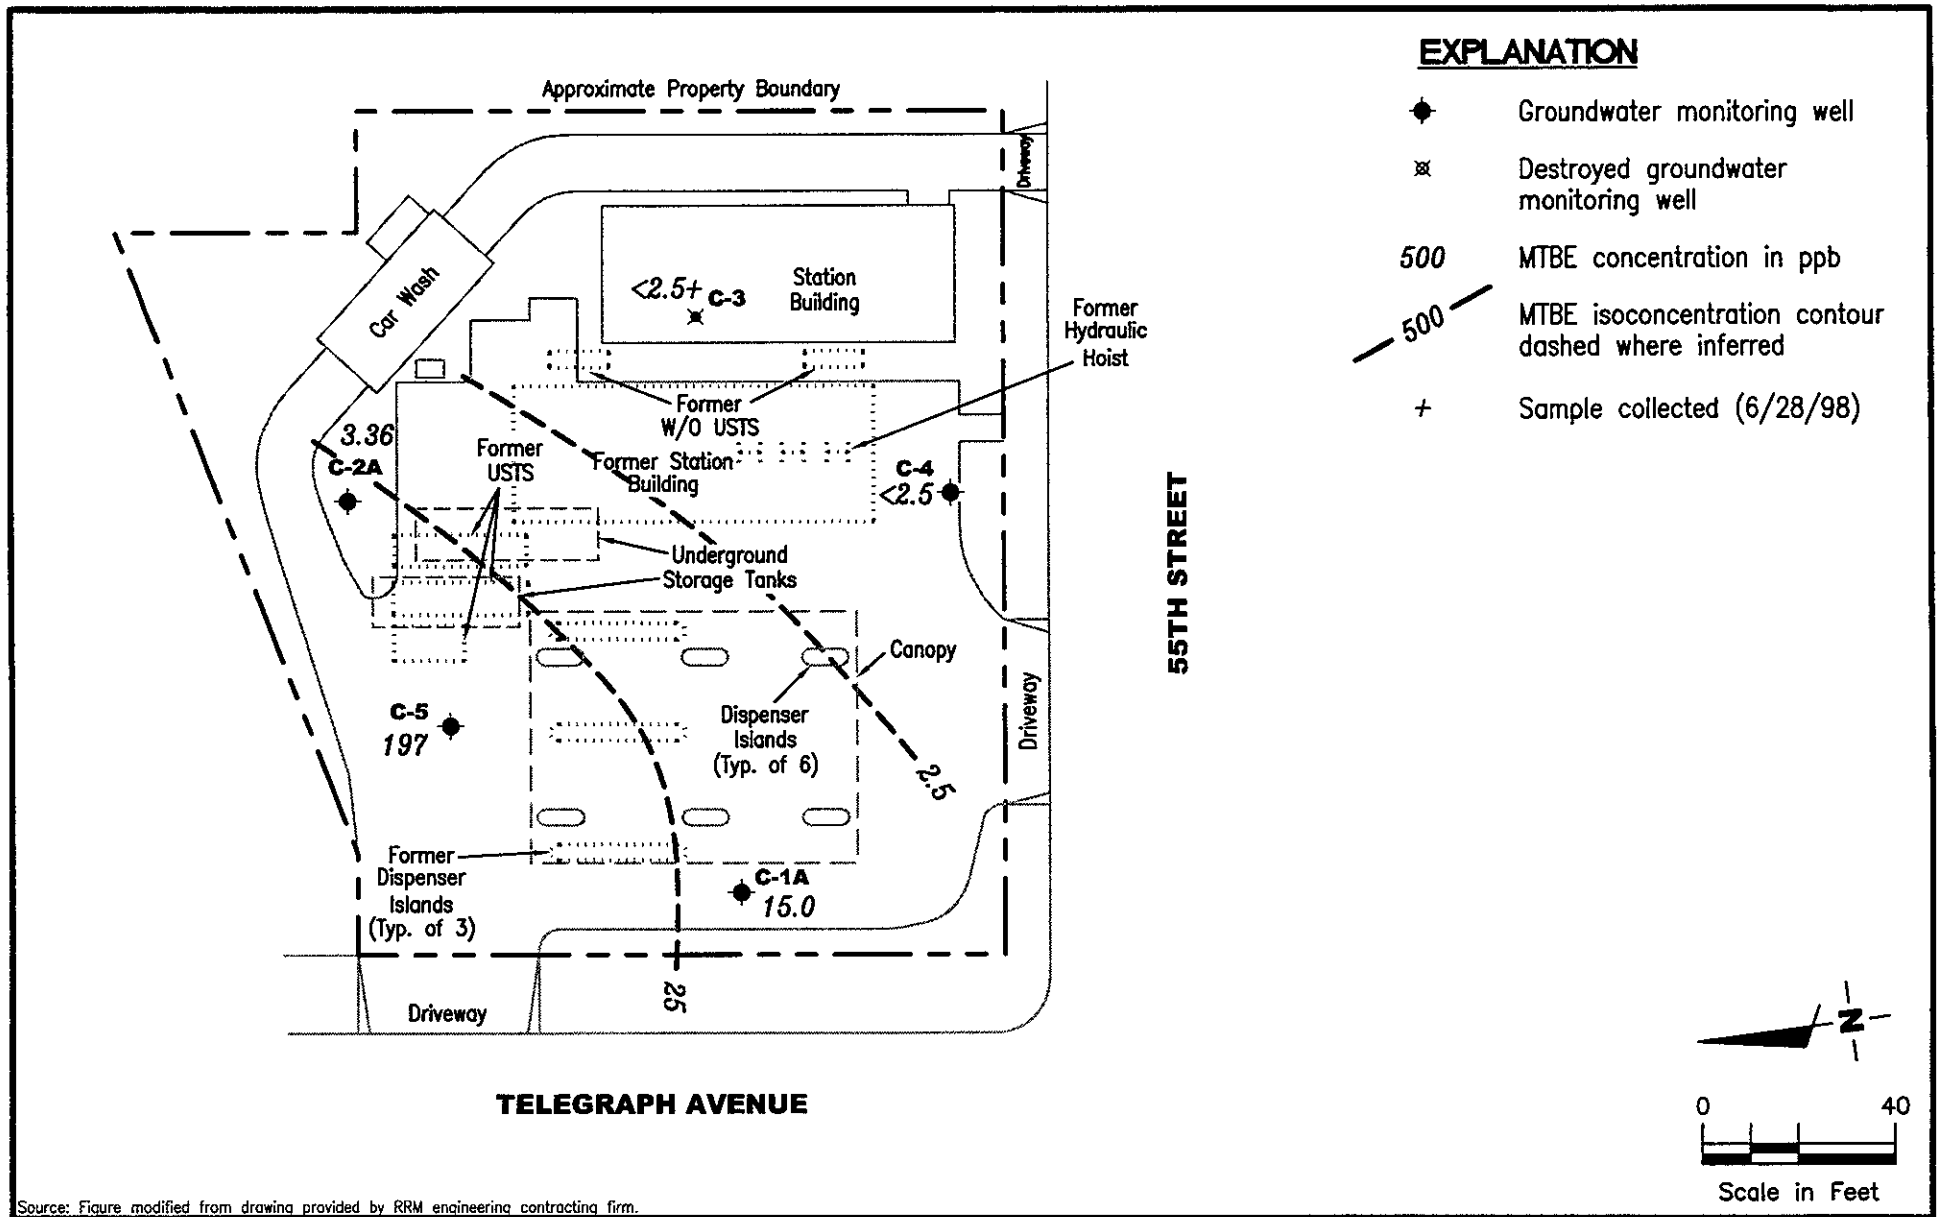 EXPLANATION
Groundwater monitoring well
Destroyed groundwater
monitoring well
500
MTBE concentration in ppb
500
MTBE isoconcentration contour
dashed where inferred
+
Sample collected (6/28/98)
Approximate Property Boundary
Driveway
Car Wash
<2.5+
C-3
Station
Building
Former
Hydraulic
Hoist
Former
W/O USTS
3.36
C-2A
Former
USTS
Former Station
Building
C-4
<2.5
Underground
Storage Tanks
Canopy
C-5
197
Dispenser
Islands
(Typ. of 6)
2.5
Driveway
55TH STREET
Former
Dispenser
Islands
(Typ. of 3)
C-1A
15.0
25
Driveway
TELEGRAPH AVENUE
N
0 40
Scale in Feet
Source: Figure modified from drawing provided by RRM engineering contracting firm.